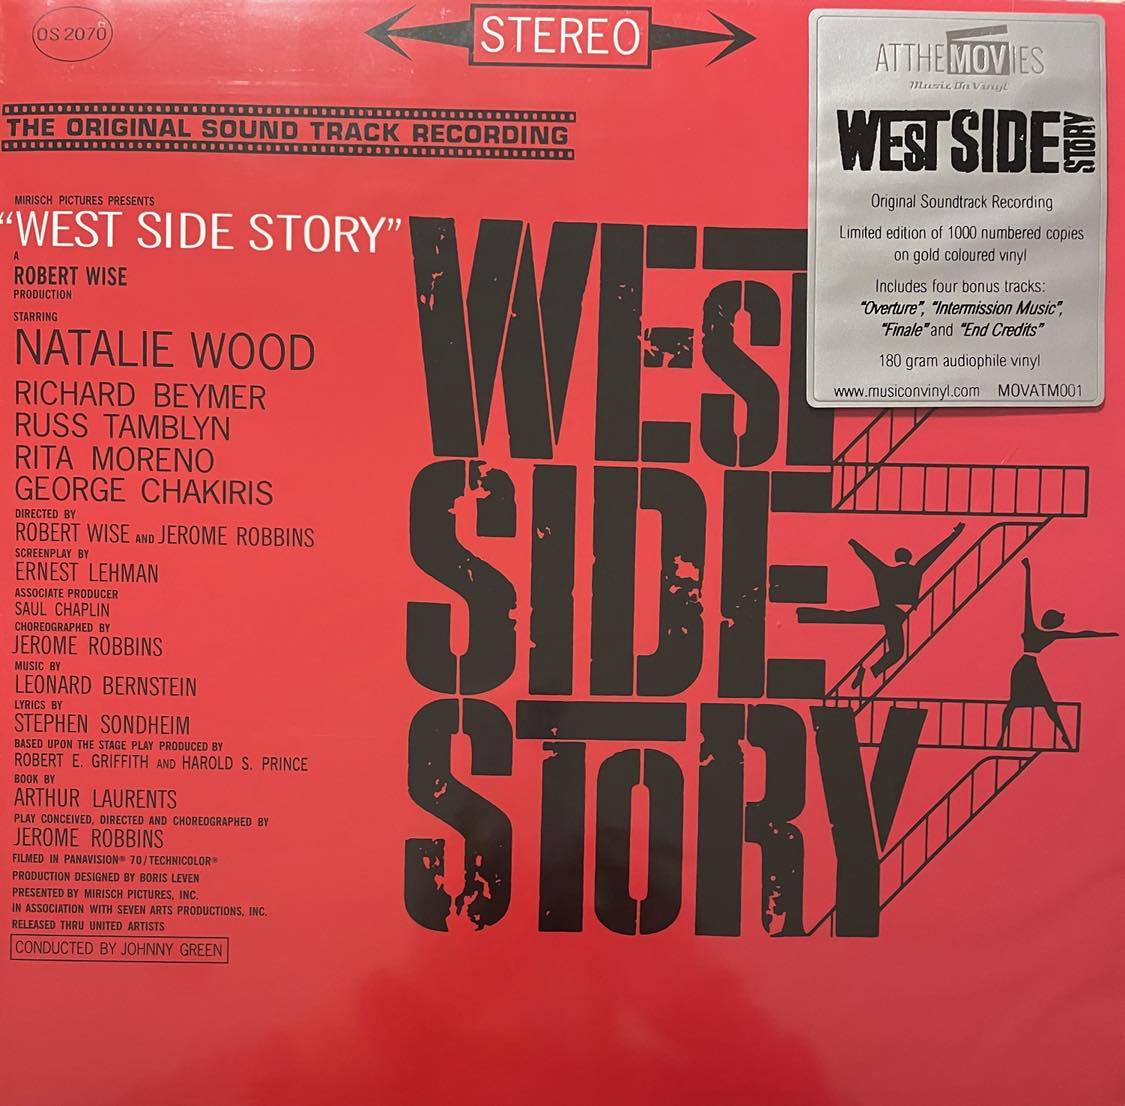 OS 2070
STEREO
THE ORIGINAL SOUND TRACK RECORDING
MIRISCH PICTURES PRESENTS
"WEST SIDE STORY"
A
ROBERT WISE
PRODUCTION
STARRING
NATALIE WOOD
RICHARD BEYMER
RUSS TAMBLYN
RITA MORENO
GEORGE CHAKIRIS
DIRECTED BY
ROBERT WISE AND JEROME ROBBINS
SCREENPLAY BY
ERNEST LEHMAN
ASSOCIATE PRODUCER
SAUL CHAPLIN
CHOREOGRAPHED BY
JEROME ROBBINS
MUSIC BY
LEONARD BERNSTEIN
LYRICS BY
STEPHEN SONDHEIM
BASED UPON THE STAGE PLAY PRODUCED BY
ROBERT E. GRIFFITH AND HAROLD S. PRINCE
BOOK BY
ARTHUR LAURENTS
PLAY CONCEIVED, DIRECTED AND CHOREOGRAPHED BY
JEROME ROBBINS
FILMED IN PANAVISION® 70/TECHNICOLOR®
PRODUCTION DESIGNED BY BORIS LEVEN
PRESENTED BY MIRISCH PICTURES, INC.
IN ASSOCIATION WITH SEVEN ARTS PRODUCTIONS, INC.
RELEASED THRU UNITED ARTISTS
CONDUCTED BY JOHNNY GREEN
WEST
SIDE
STORY
ATTHEMOVIES
Music On Vinyl
WEST SIDE STORY
Original Soundtrack Recording
Limited edition of 1000 numbered copies
on gold coloured vinyl
Includes four bonus tracks:
"Overture", "Intermission Music",
"Finale" and "End Credits"
180 gram audiophile vinyl
www.musiconvinyl.com MOVATM001